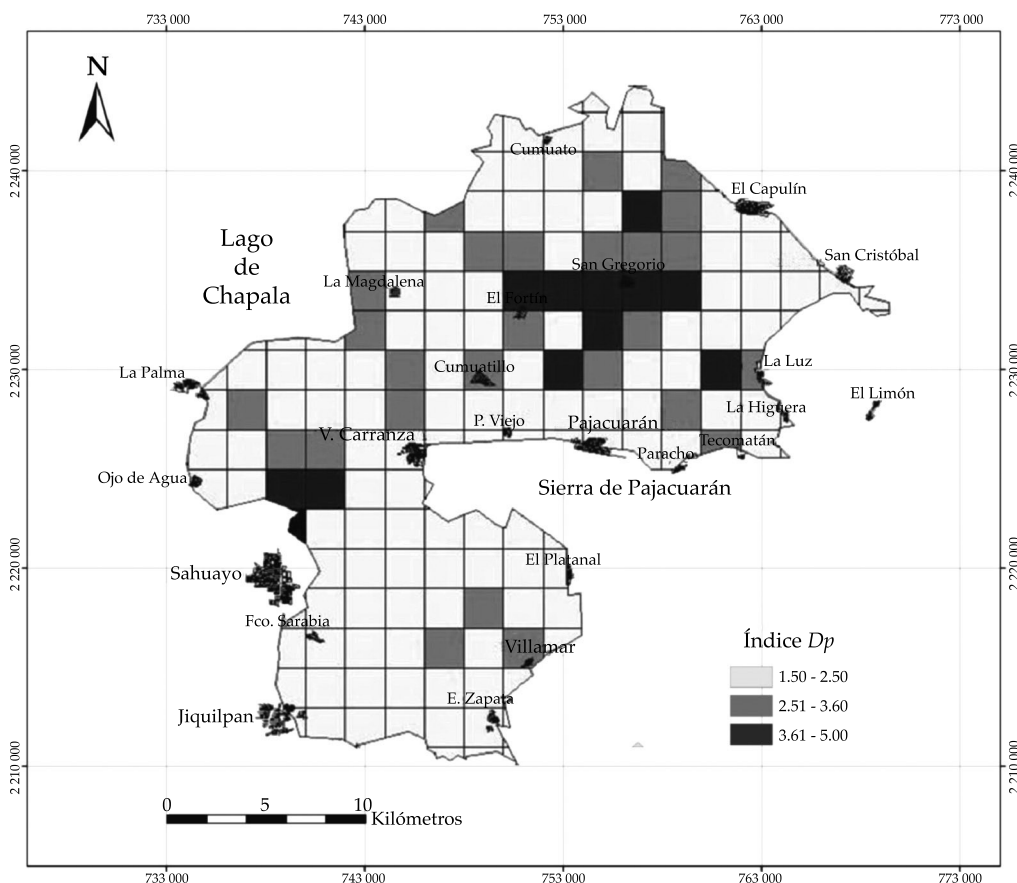 733 000
743 000
753 000
763 000
773 000
N
2 240 000
2 240 000
Cumuato
El Capulín
Lago
de
Chapala
San Cristóbal
San Gregorio
La Magdalena
El Fortín
2 230 000
2 230 000
La Palma
Cumuatillo
La Luz
El Limón
La Higuera
P. Viejo
Pajacuarán
V. Carranza
Tecomatán
Paracho
Ojo de Agua
Sierra de Pajacuarán
2 220 000
2 220 000
El Platanal
Sahuayo
Fco. Sarabia
Villamar
Índice Dp
1.50 - 2.50
2.51 - 3.60
3.61 - 5.00
E. Zapata
Jiquilpan
2 210 000
2 210 000
0
5
10
Kilómetros
733 000
743 000
753 000
763 000
773 000